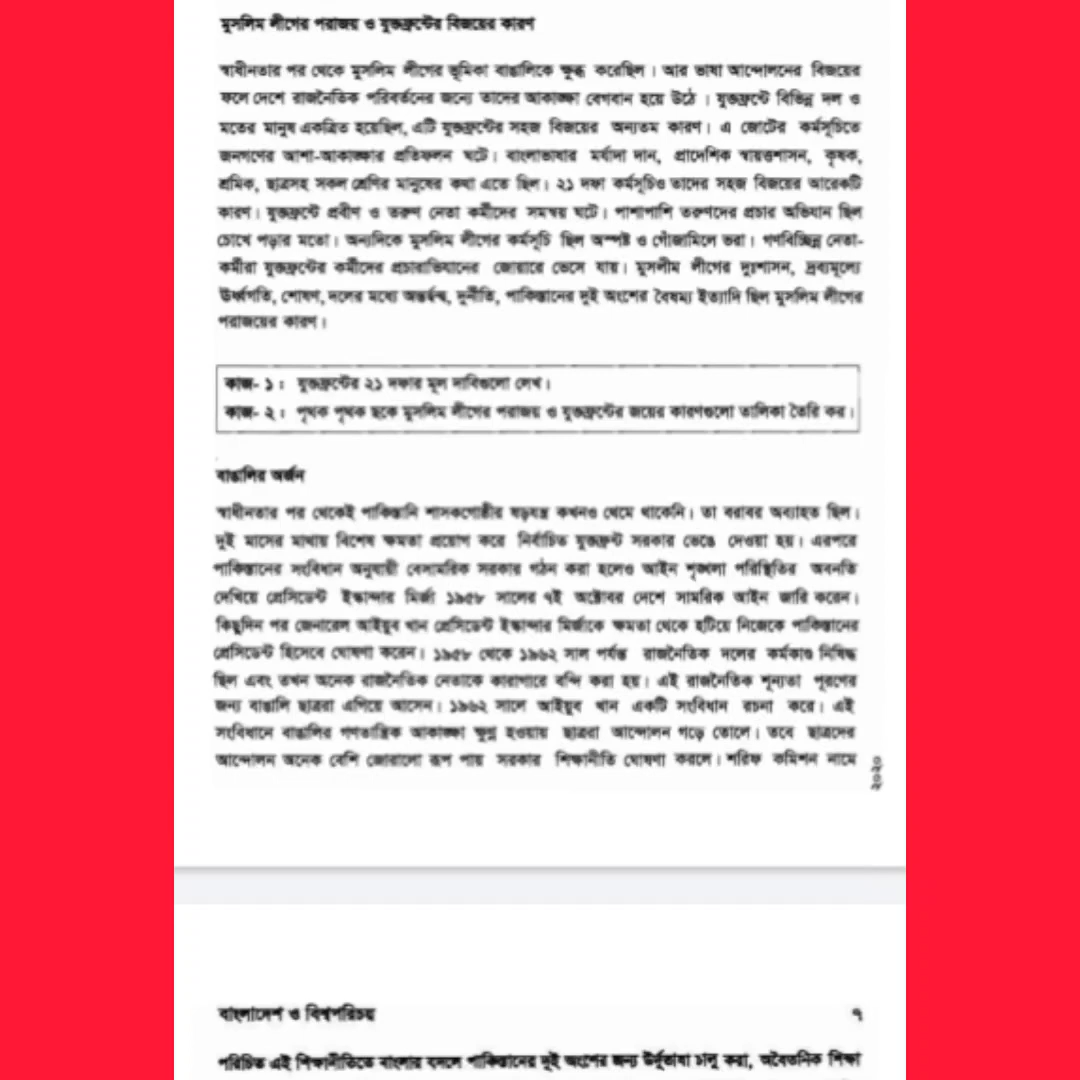 মুসলিম লীগের পরাজয় ও যুক্তফ্রন্টের বিজয়ের কারণ
স্বাধীনতার পর থেকে মুসলিম লীগের ভূমিকা বাঙালিকে ক্ষুব্ধ করেছিল। আর ভাষা আন্দোলনের বিজয়ের
ফলে দেশে রাজনৈতিক পরিবর্তনের জন্যে তাদের আকাঙ্ক্ষা বেগবান হয়ে উঠে । যুক্তফ্রন্টে বিভিন্ন দল ও
মতের মানুষ একত্রিত হয়েছিল, এটি যুক্তফ্রন্টের সহজ বিজয়ের অন্যতম কারণ। এ জোটের কর্মসূচিতে
জনগণের আশা-আকাঙ্ক্ষার প্রতিফলন ঘটে। বাংলাভাষার মর্যাদা দান, প্রাদেশিক স্বায়ত্তশাসন, কৃষক,
শ্রমিক, ছাত্রসহ সকল শ্রেণির মানুষের কথা এতে ছিল। ২১ দফা কর্মসূচিও তাদের সহজ বিজয়ের আরেকটি
কারণ। যুক্তফ্রন্টে প্রবীণ ও তরুণ নেতা কর্মীদের সমন্বয় ঘটে। পাশাপাশি তরুণদের প্রচার অভিযান ছিল
চোখে পড়ার মতো। অন্যদিকে মুসলিম লীগের কর্মসূচি ছিল অস্পষ্ট ও গোঁজামিলে ভরা। গণবিচ্ছিন্ন নেতা-
কর্মীরা যুক্তফ্রন্টের কর্মীদের প্রচারাভিযানের জোয়ারে ভেসে যায়। মুসলীম লীগের দুঃশাসন, দ্রব্যমূল্যে
ঊর্ধ্বগতি, শোষণ, দলের মধ্যে অন্তর্দ্বন্দ্ব, দুর্নীতি, পাকিস্তানের দুই অংশের বৈষম্য ইত্যাদি ছিল মুসলিম লীগের
পরাজয়ের কারণ।
কাজ- ১ : যুক্তফ্রন্টের ২১ দফার মূল দাবিগুলো লেখ।
কাজ- ২ : পৃথক পৃথক ছকে মুসলিম লীগের পরাজয় ও যুক্তফ্রন্টের জয়ের কারণগুলো তালিকা তৈরি কর।
বাঙালির অর্জন
স্বাধীনতার পর থেকেই পাকিস্তানি শাসকগোষ্ঠীর ষড়যন্ত্র কখনও থেমে থাকেনি। তা বরাবর অব্যাহত ছিল।
দুই মাসের মাথায় বিশেষ ক্ষমতা প্রয়োগ করে নির্বাচিত যুক্তফ্রন্ট সরকার ভেঙে দেওয়া হয়। এরপরে
পাকিস্তানের সংবিধান অনুযায়ী বেসামরিক সরকার গঠন করা হলেও আইন শৃঙ্খলা পরিস্থিতির অবনতি
দেখিয়ে প্রেসিডেন্ট ইস্কান্দার মির্জা ১৯৫৮ সালের ৭ই অক্টোবর দেশে সামরিক আইন জারি করেন।
কিছুদিন পর জেনারেল আইয়ুব খান প্রেসিডেন্ট ইস্কান্দার মির্জাকে ক্ষমতা থেকে হটিয়ে নিজেকে পাকিস্তানের
প্রেসিডেন্ট হিসেবে ঘোষণা করেন। ১৯৫৮ থেকে ১৯৬২ সাল পর্যন্ত রাজনৈতিক দলের কর্মকাণ্ড নিষিদ্ধ
ছিল এবং তখন অনেক রাজনৈতিক নেতাকে কারাগারে বন্দি করা হয়। এই রাজনৈতিক শূন্যতা পূরণের
জন্য বাঙালি ছাত্ররা এগিয়ে আসেন। ১৯৬২ সালে আইয়ুব খান একটি সংবিধান রচনা করে। এই
সংবিধানে বাঙালির গণতান্ত্রিক আকাঙ্ক্ষা ক্ষুণ্ন হওয়ায় ছাত্ররা আন্দোলন গড়ে তোলে। তবে ছাত্রদের
আন্দোলন অনেক বেশি জোরালো রূপ পায় সরকার শিক্ষানীতি ঘোষণা করলে। শরিফ কমিশন নামে
২০২০
বাংলাদেশ ও বিশ্বপরিচয় ৭
পরিচিত এই শিক্ষানীতিতে বাংলার বদলে পাকিস্তানের দুই অংশের জন্য উর্দুভাষা চালু করা, অবৈতনিক শিক্ষা